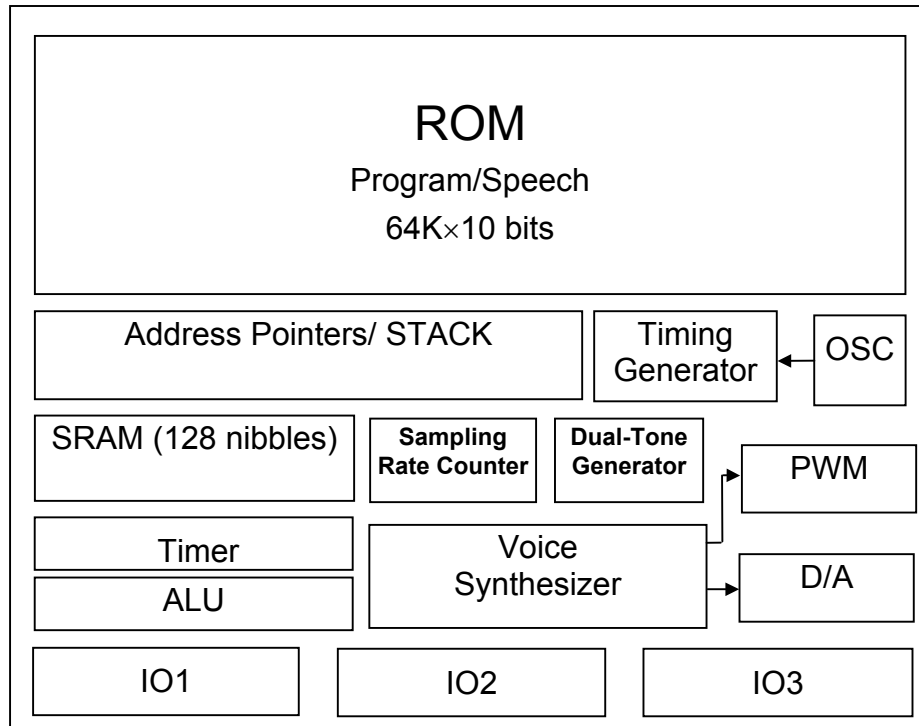 ROM
Program/Speech
64K×10 bits
Address Pointers/ STACK
Timing
Generator
OSC
SRAM (128 nibbles)
Sampling
Rate Counter
Dual-Tone
Generator
PWM
Timer
Voice
Synthesizer
D/A
ALU
IO1
IO2
IO3